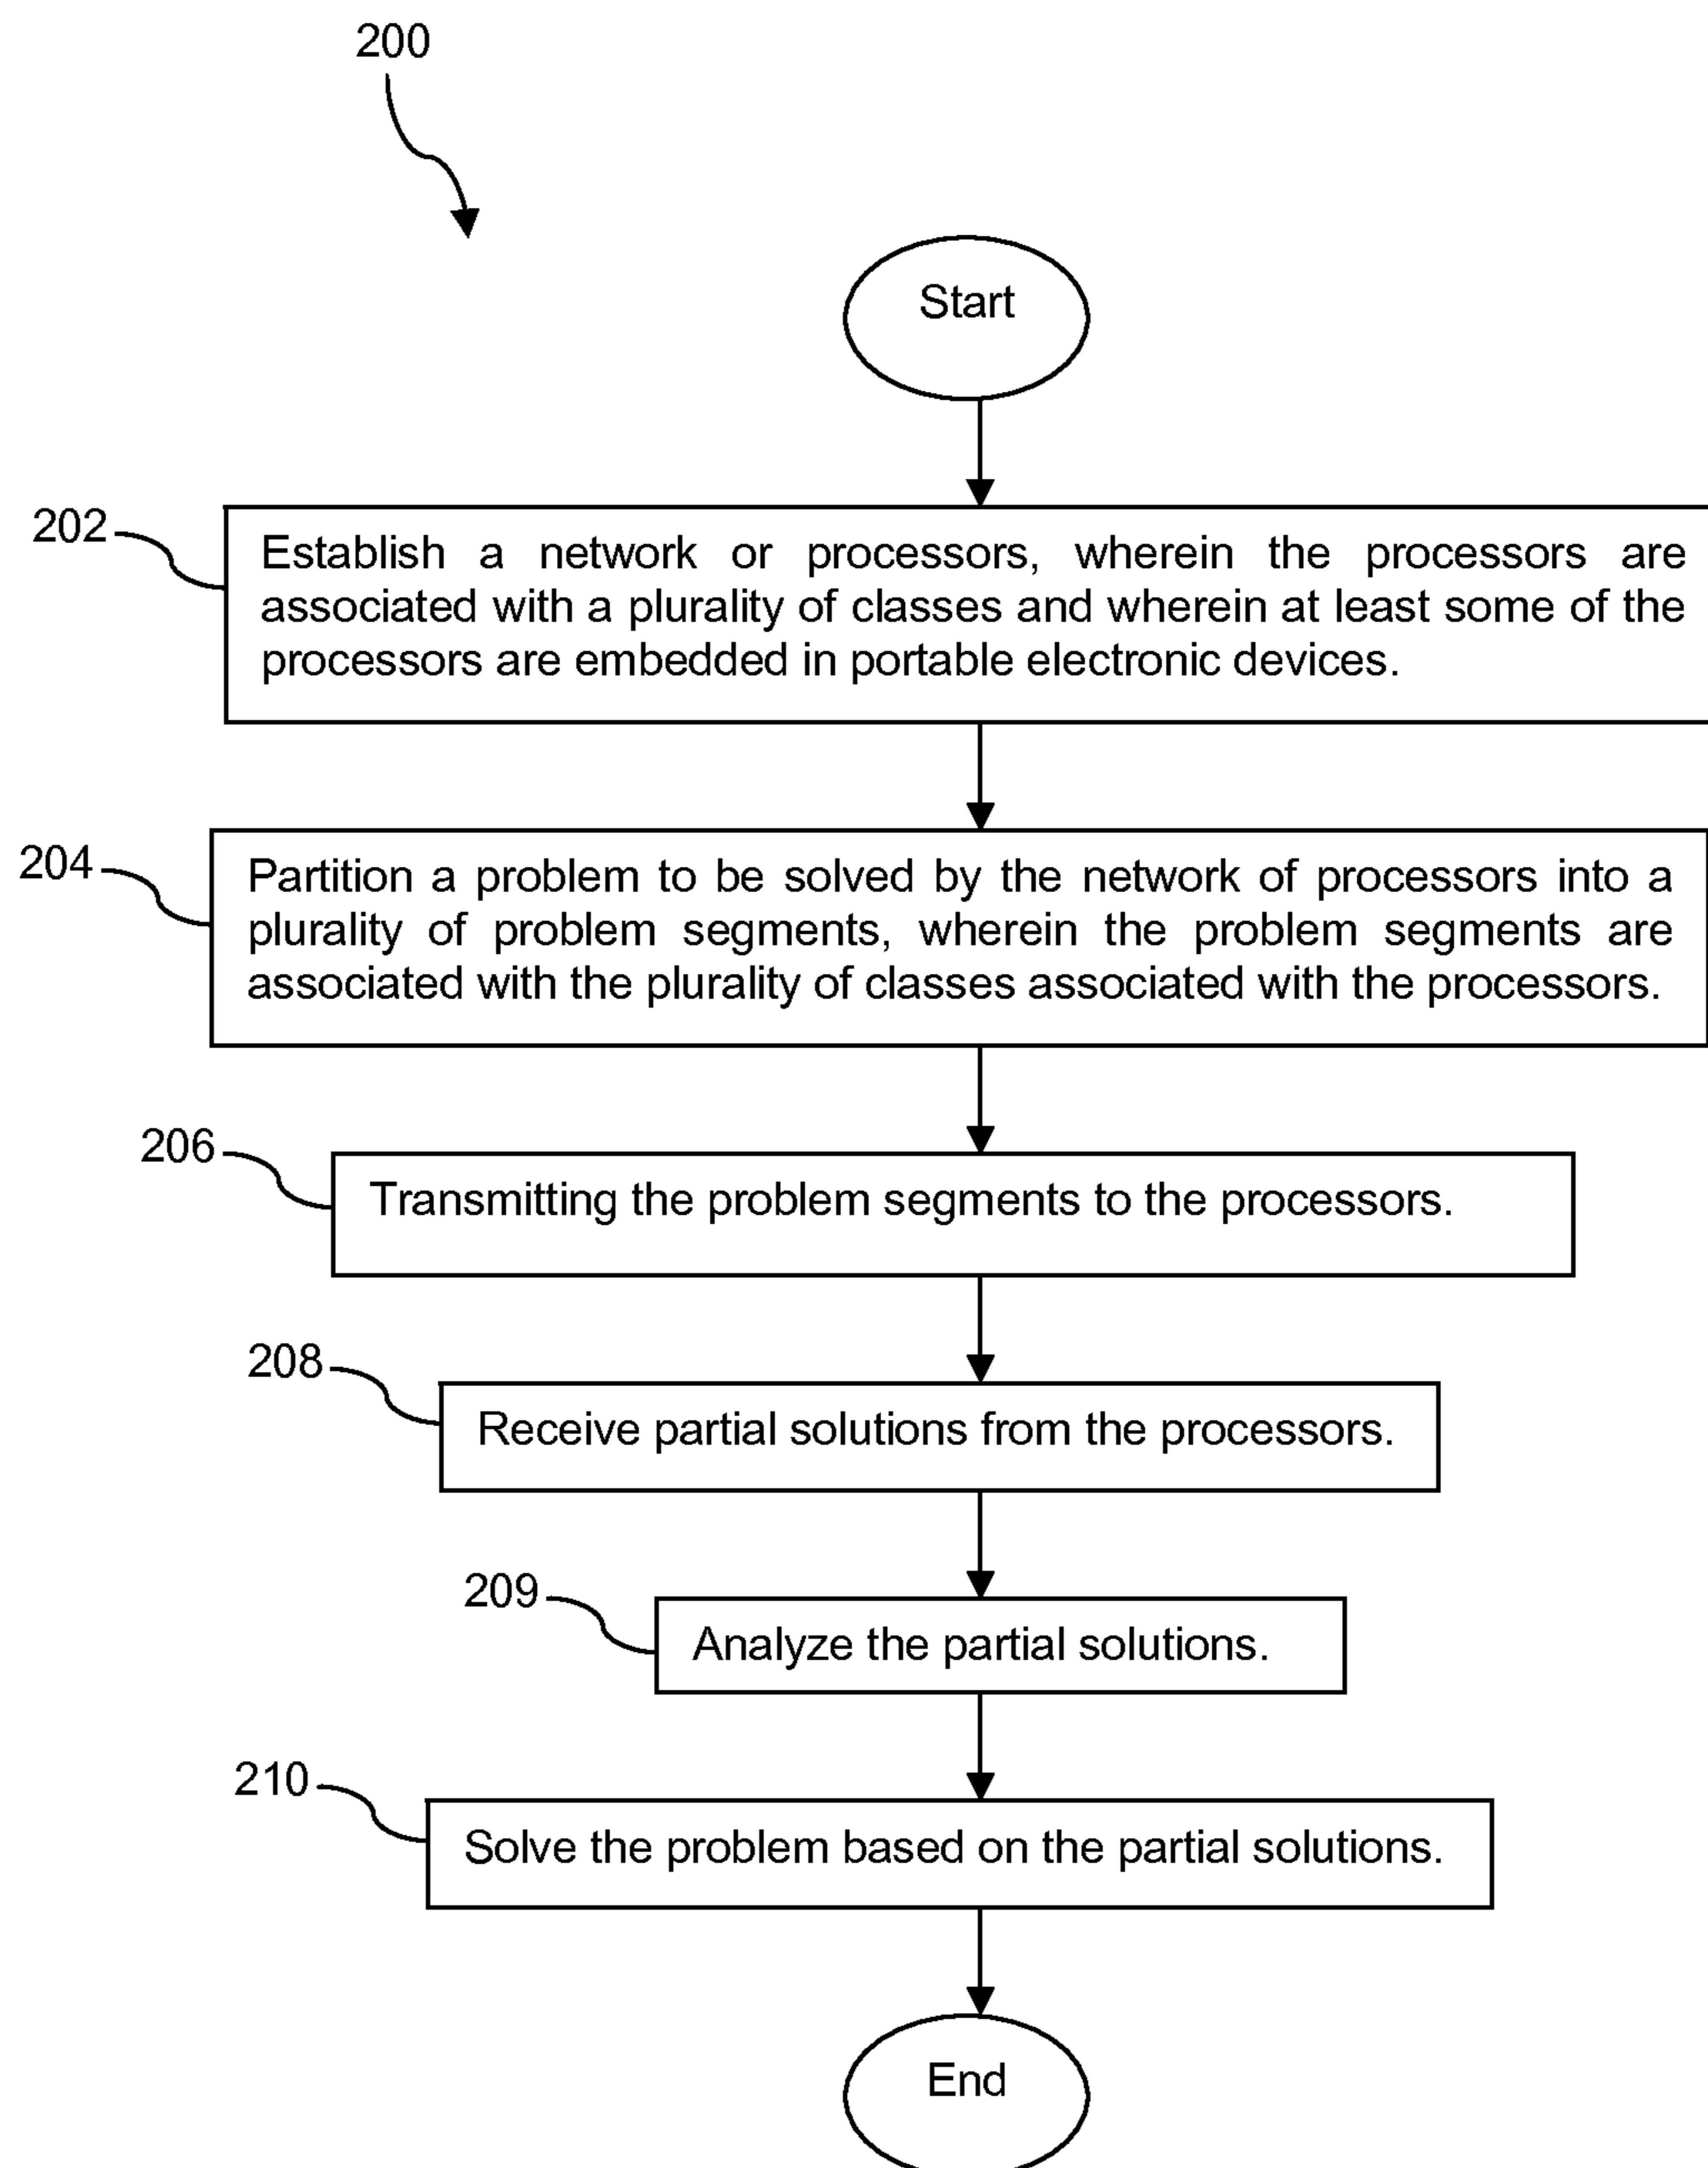 200
Start
202
Establish a network or processors, wherein the processors are
associated with a plurality of classes and wherein at least some of the
processors are embedded in portable electronic devices.
204
Partition a problem to be solved by the network of processors into a
plurality of problem segments, wherein the problem segments are
associated with the plurality of classes associated with the processors.
206
Transmitting the problem segments to the processors.
208
Receive partial solutions from the processors.
209
Analyze the partial solutions.
210
Solve the problem based on the partial solutions.
End